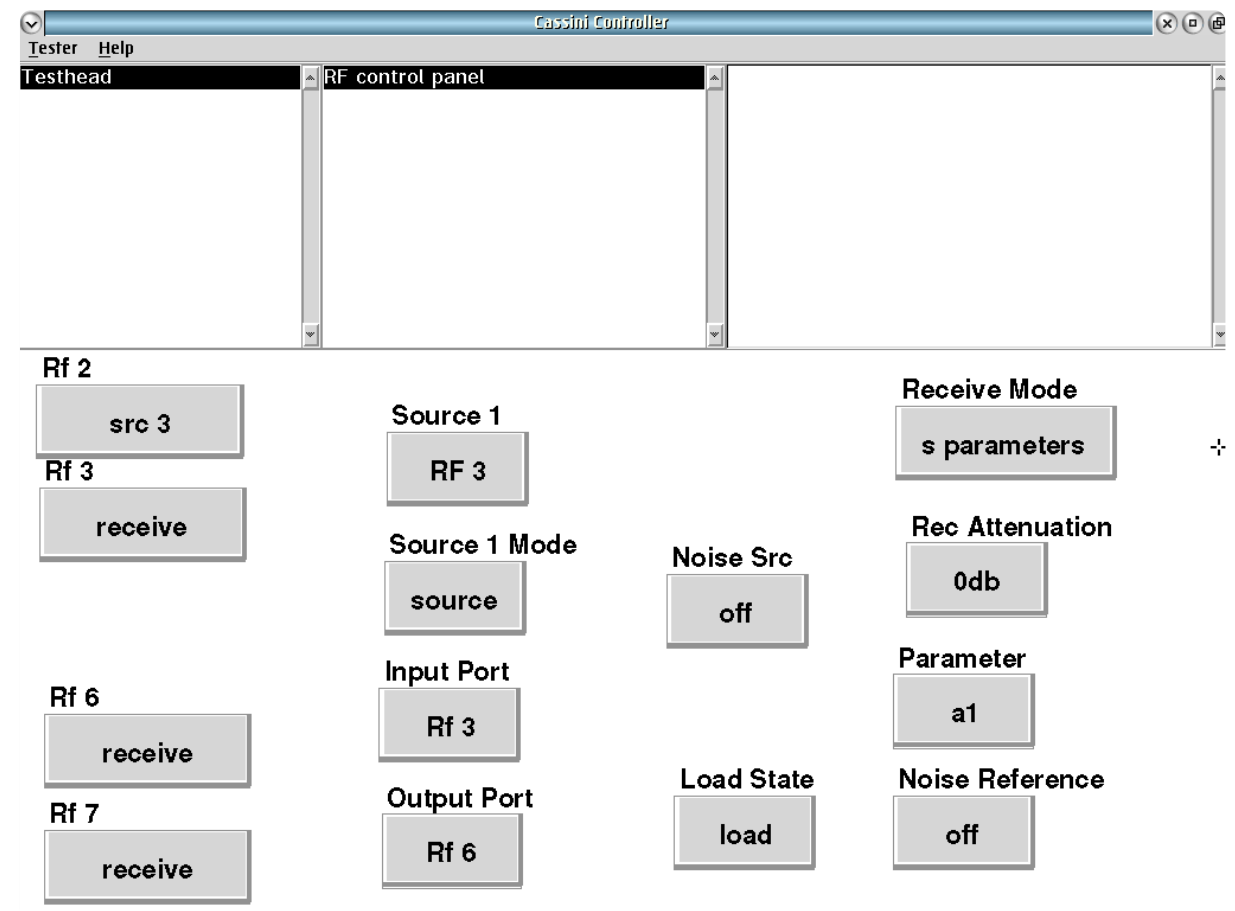 Cassini Controller
Tester Help
Testhead
RF control panel
Rf 2
src 3
Rf 3
receive
Rf 6
receive
Rf 7
receive
Source 1
RF 3
Source 1 Mode
source
Input Port
Rf 3
Output Port
Rf 6
Noise Src
off
Load State
load
Receive Mode
s parameters
Rec Attenuation
0db
Parameter
a1
Noise Reference
off